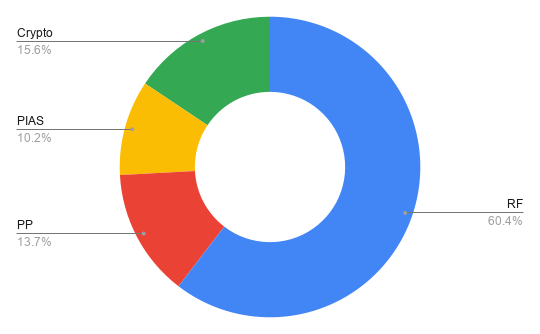 Crypto
15.6%
PIAS
10.2%
PP
13.7%
RF
60.4%